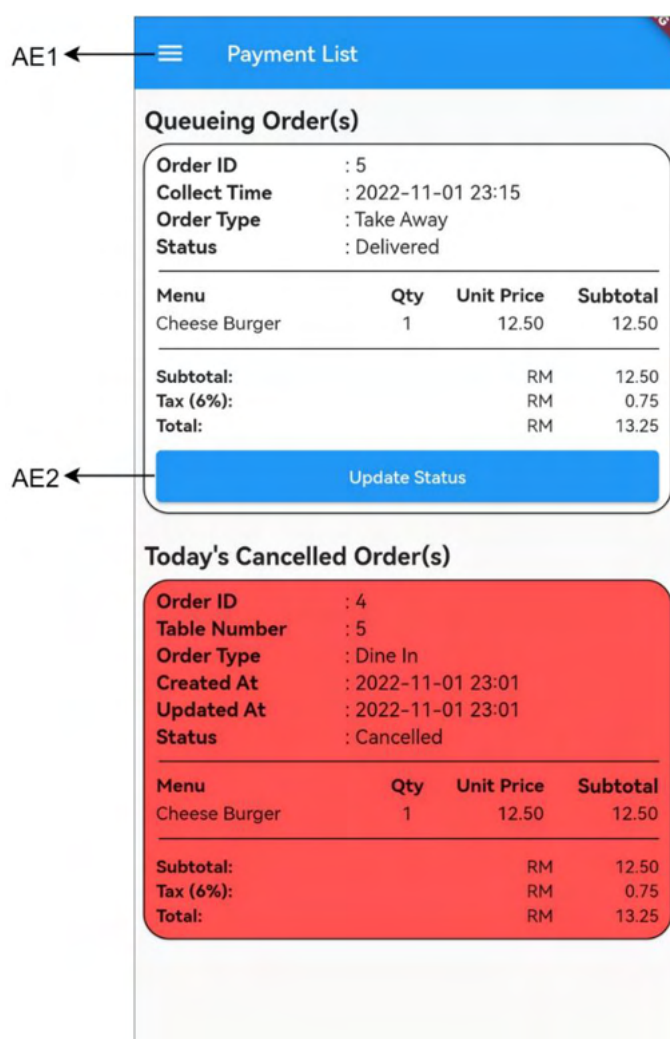 AE1
Payment List
Queueing Order(s)
Order ID : 5
Collect Time : 2022-11-01 23:15
Order Type : Take Away
Status : Delivered
Menu Qty Unit Price Subtotal
Cheese Burger 1 12.50 12.50
Subtotal: RM 12.50
Tax (6%): RM 0.75
Total: RM 13.25
AE2
Update Status
Today's Cancelled Order(s)
Order ID : 4
Table Number : 5
Order Type : Dine In
Created At : 2022-11-01 23:01
Updated At : 2022-11-01 23:01
Status : Cancelled
Menu Qty Unit Price Subtotal
Cheese Burger 1 12.50 12.50
Subtotal: RM 12.50
Tax (6%): RM 0.75
Total: RM 13.25